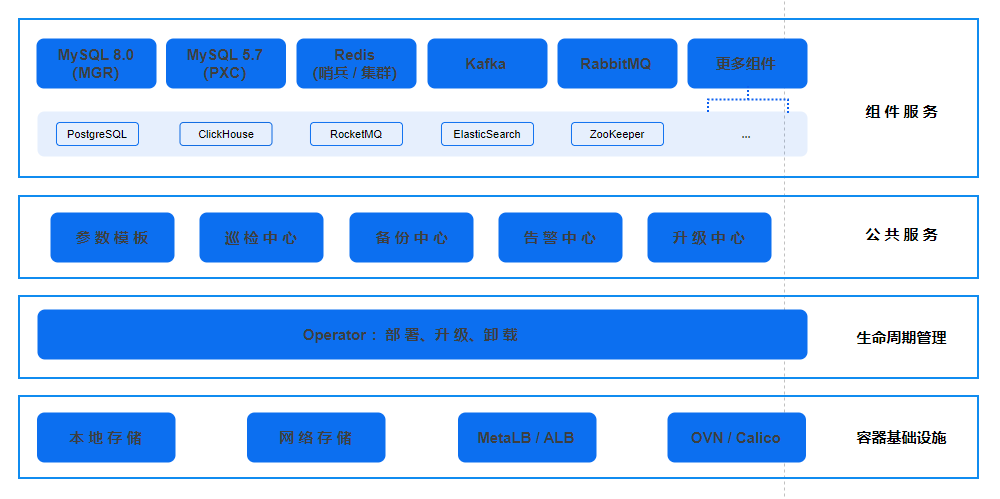 MySQL 8.0
(MGR)
MySQL 5.7
(PXC)
Redis
(哨兵 / 集群)
Kafka
RabbitMQ
更多组件
组 件 服 务
PostgreSQL
ClickHouse
RocketMQ
ElasticSearch
ZooKeeper
...
参 数 模 板
巡 检 中 心
备 份 中 心
告 警 中 心
升 级 中 心
公 共 服 务
Operator： 部 署、升 级、卸 载
生命周期管理
本 地 存 储
网 络 存 储
MetaLB / ALB
OVN / Calico
容器基础设施